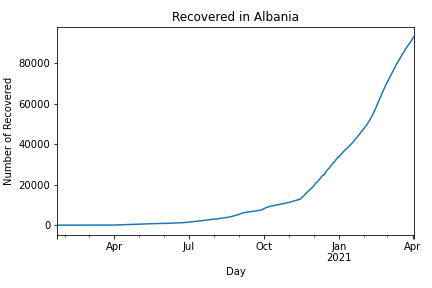 Recovered in Albania
Number of Recovered
80000
60000
40000
20000
0
Apr
Jul
Oct
Jan
2021
Apr
Day